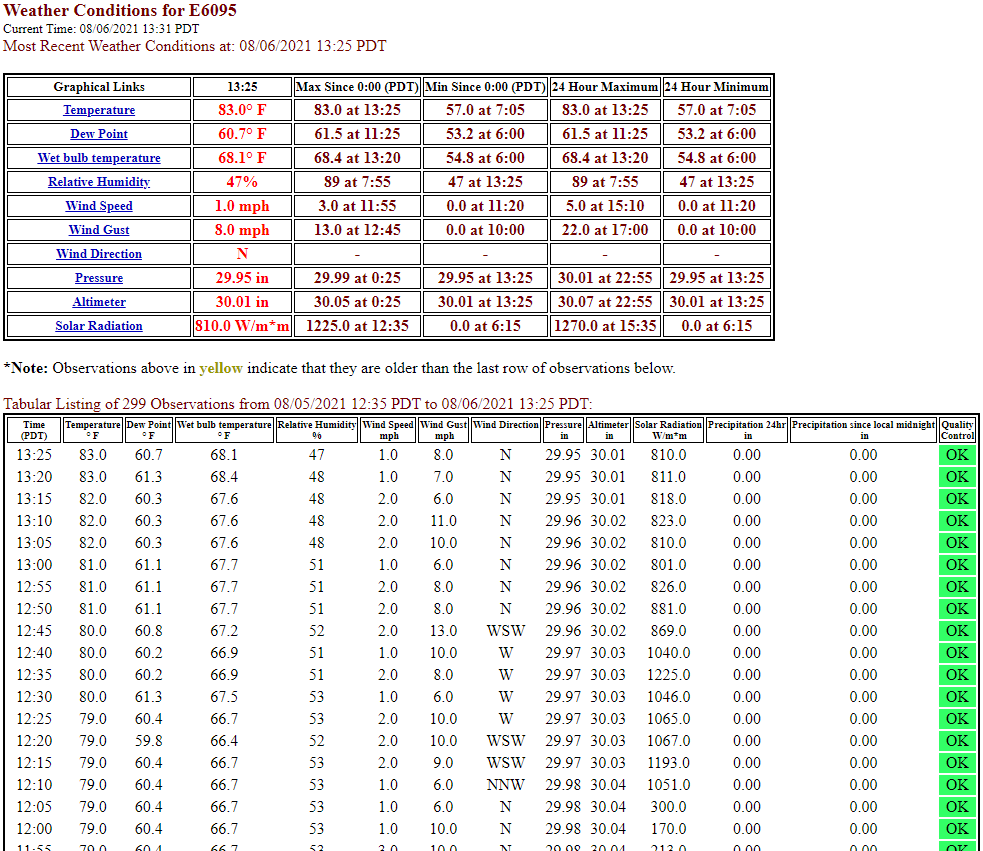 Weather Conditions for E6095
Current Time: 08/06/2021 13:31 PDT
Most Recent Weather Conditions at: 08/06/2021 13:25 PDT
Graphical Links 13:25 Max Since 0:00 (PDT) Min Since 0:00 (PDT) 24 Hour Maximum 24 Hour Minimum
Temperature 83.0° F 83.0 at 13:25 57.0 at 7:05 83.0 at 13:25 57.0 at 7:05
Dew Point 60.7° F 61.5 at 11:25 53.2 at 6:00 61.5 at 11:25 53.2 at 6:00
Wet bulb temperature 68.1° F 68.4 at 13:20 54.8 at 6:00 68.4 at 13:20 54.8 at 6:00
Relative Humidity 47% 89 at 7:55 47 at 13:25 89 at 7:55 47 at 13:25
Wind Speed 1.0 mph 3.0 at 11:55 0.0 at 11:20 5.0 at 15:10 0.0 at 11:20
Wind Gust 8.0 mph 13.0 at 12:45 0.0 at 10:00 22.0 at 17:00 0.0 at 10:00
Wind Direction N - - - -
Pressure 29.95 in 29.99 at 0:25 29.95 at 13:25 30.01 at 22:55 29.95 at 13:25
Altimeter 30.01 in 30.05 at 0:25 30.01 at 13:25 30.07 at 22:55 30.01 at 13:25
Solar Radiation 810.0 W/m*m 1225.0 at 12:35 0.0 at 6:15 1270.0 at 15:35 0.0 at 6:15
*Note: Observations above in yellow indicate that they are older than the last row of observations below.
Tabular Listing of 299 Observations from 08/05/2021 12:35 PDT to 08/06/2021 13:25 PDT:
Time Temperature Dew Point Wet bulb temperature Relative Humidity Wind Speed Wind Gust Wind Direction Pressure Altimeter Solar Radiation Precipitation 24hr Precipitation since local midnight Quality
(PDT) ° F ° F ° F % mph mph in in W/m*m in in Control
13:25 83.0 60.7 68.1 47 1.0 8.0 N 29.95 30.01 810.0 0.00 0.00 OK
13:20 83.0 61.3 68.4 48 1.0 7.0 N 29.95 30.01 811.0 0.00 0.00 OK
13:15 82.0 60.3 67.6 48 2.0 6.0 N 29.95 30.01 818.0 0.00 0.00 OK
13:10 82.0 60.3 67.6 48 2.0 11.0 N 29.96 30.02 823.0 0.00 0.00 OK
13:05 82.0 60.3 67.6 48 2.0 10.0 N 29.96 30.02 810.0 0.00 0.00 OK
13:00 81.0 61.1 67.7 51 1.0 6.0 N 29.96 30.02 801.0 0.00 0.00 OK
12:55 81.0 61.1 67.7 51 2.0 8.0 N 29.96 30.02 826.0 0.00 0.00 OK
12:50 81.0 61.1 67.7 51 2.0 8.0 N 29.96 30.02 881.0 0.00 0.00 OK
12:45 80.0 60.8 67.2 52 2.0 13.0 WSW 29.96 30.02 869.0 0.00 0.00 OK
12:40 80.0 60.2 66.9 51 1.0 10.0 W 29.97 30.03 1040.0 0.00 0.00 OK
12:35 80.0 60.2 66.9 51 2.0 8.0 W 29.97 30.03 1225.0 0.00 0.00 OK
12:30 80.0 61.3 67.5 53 1.0 6.0 W 29.97 30.03 1046.0 0.00 0.00 OK
12:25 79.0 60.4 66.7 53 2.0 10.0 W 29.97 30.03 1065.0 0.00 0.00 OK
12:20 79.0 59.8 66.4 52 2.0 10.0 WSW 29.97 30.03 1067.0 0.00 0.00 OK
12:15 79.0 60.4 66.7 53 2.0 9.0 WSW 29.97 30.03 1193.0 0.00 0.00 OK
12:10 79.0 60.4 66.7 53 1.0 6.0 NNW 29.98 30.04 1051.0 0.00 0.00 OK
12:05 79.0 60.4 66.7 53 1.0 6.0 N 29.98 30.04 300.0 0.00 0.00 OK
12:00 79.0 60.4 66.7 53 1.0 10.0 N 29.98 30.04 170.0 0.00 0.00 OK
11:55 79.0 60.4 66.7 53 3.0 10.0 N 29.98 30.04 213.0 0.00 0.00 OK